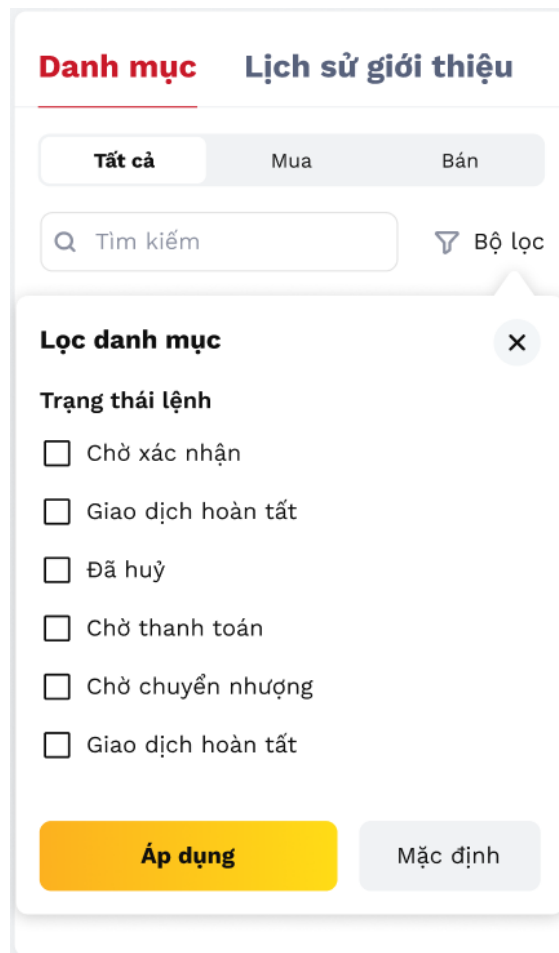 Danh mục Lịch sử giới thiệu
Tất cả Mua Bán
Tìm kiếm Bộ lọc
Lọc danh mục
Trạng thái lệnh
Chờ xác nhận
Giao dịch hoàn tất
Đã huỷ
Chờ thanh toán
Chờ chuyển nhượng
Giao dịch hoàn tất
Áp dụng Mặc định